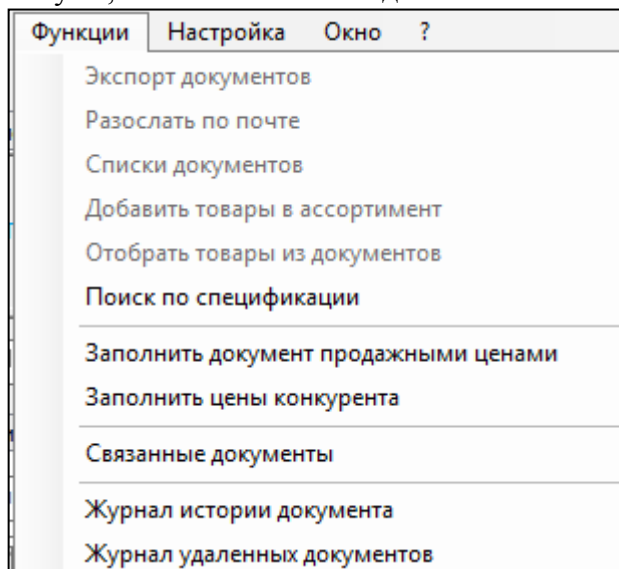 Функции Настройка Окно ?
Экспорт документов
Разослать по почте
Списки документов
Добавить товары в ассортимент
Отобрать товары из документов
Поиск по спецификации
Заполнить документ продажными ценами
Заполнить цены конкурента
Связанные документы
Журнал истории документа
Журнал удаленных документов